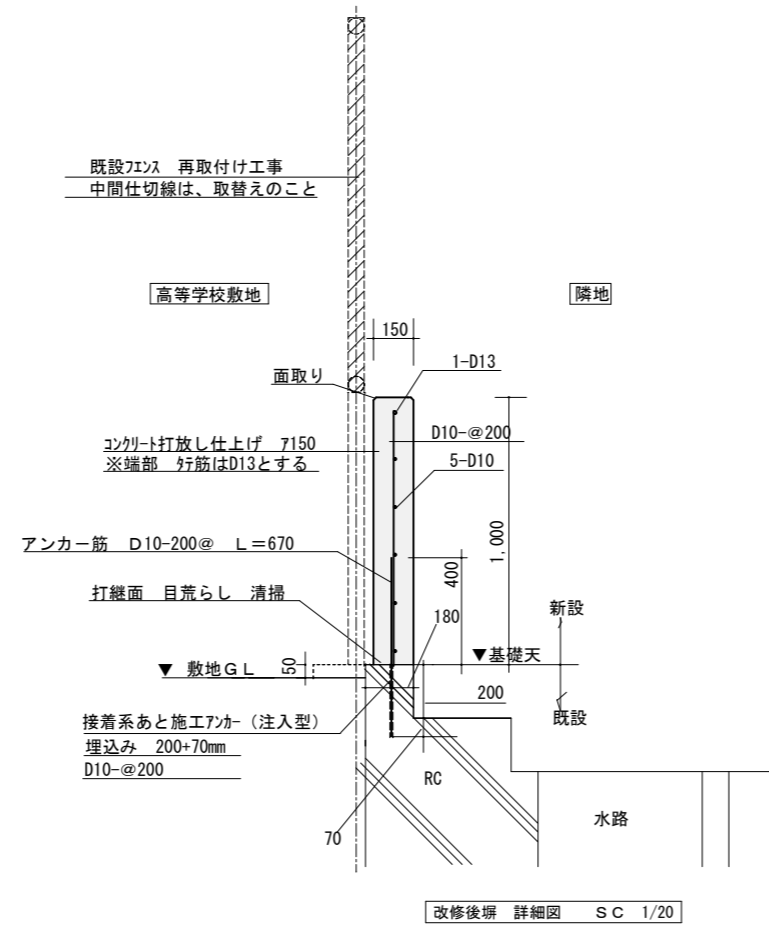 既設ﾌｴﾝｽ　再取付け工事
中間仕切線は、取替えのこと
高等学校敷地
隣地
150
1-D13
面取り
D10-@200
ｺﾝｸﾘｰﾄ打放し仕上げ　ｱ150
※端部　ﾀﾃ筋はD13とする
5-D10
1,000
アンカー筋　Ｄ10-200@　Ｌ＝670
400
打継面　目荒らし　清掃
180
新設
▼基礎天
▼ 敷地ＧＬ
50
200
既設
接着系あと施工ｱﾝｶｰ（注入型）
埋込み　200+70mm
D10-@200
RC
水路
70
改修後塀　詳細図　　ＳＣ　1/20